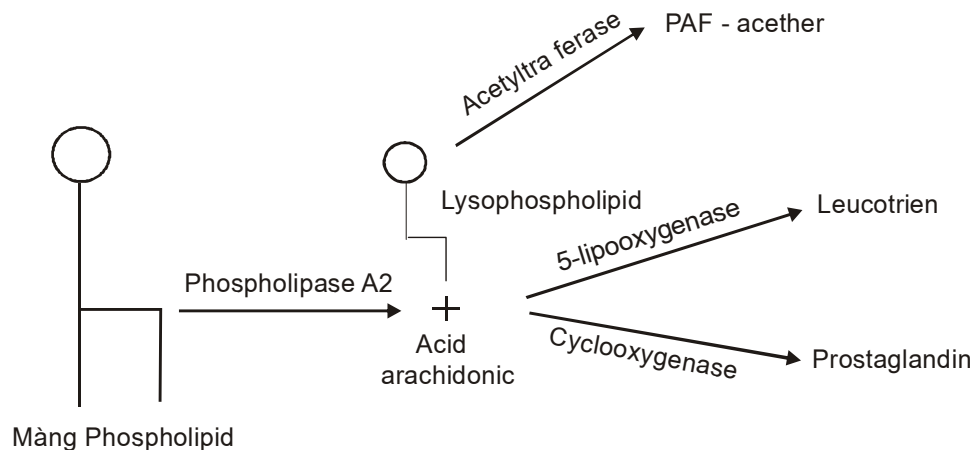 PAF - acether
Acetyltra ferase
Lysophospholipid
Leucotrien
5-lipooxygenase
Phospholipase A2
Acid
arachidonic
Cyclooxygenase
Prostaglandin
Màng Phospholipid